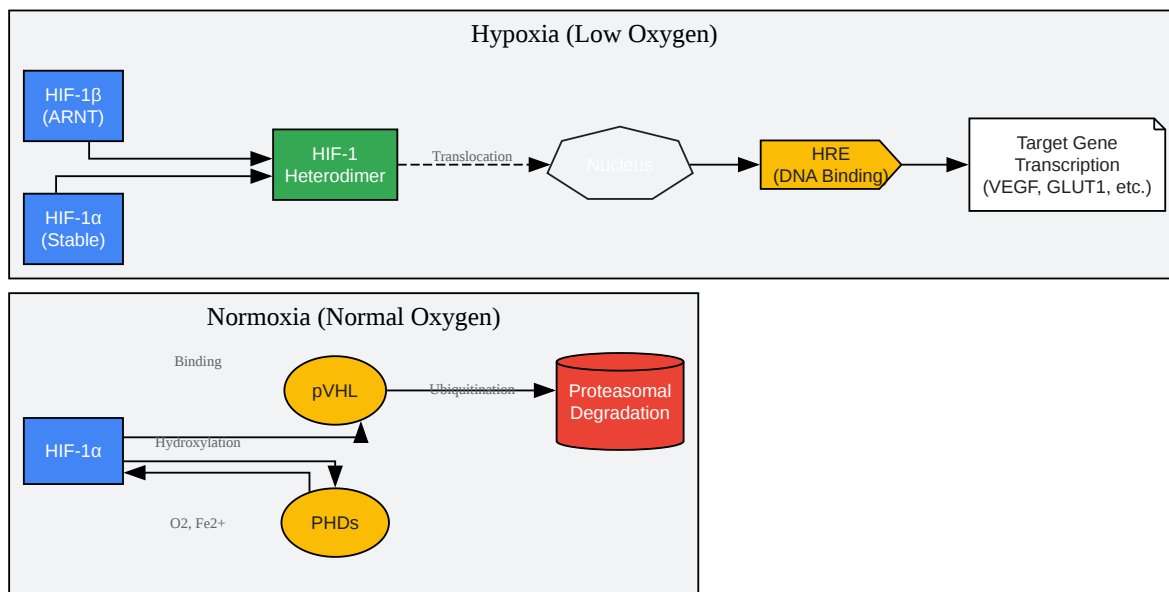 Hypoxia (Low Oxygen)
HIF-1β
(ARNT)
HIF-1α
(Stable)
HIF-1
Heterodimer
Translocation
Nucleus
HRE
(DNA Binding)
Target Gene
Transcription
(VEGF, GLUT1, etc.)
Normoxia (Normal Oxygen)
Binding
pVHL
Ubiquitination
Proteasomal
Degradation
HIF-1α
Hydroxylation
O2, Fe2+
PHDs